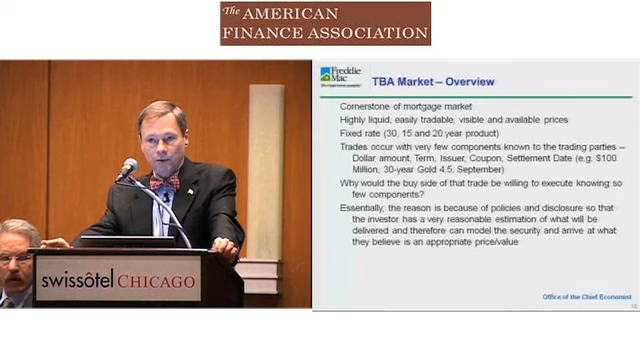 The AMERICAN
FINANCE ASSOCIATION
Freddie
Mac
TBA Market – Overview
Cornerstone of mortgage market
Highly liquid, easily tradable, visible and available prices
Fixed rate (30, 15 and 20 year product)
Trades occur with very few components known to the trading parties –
Dollar amount, Term, Issuer, Coupon, Settlement Date (e.g. $100
Million, 30-year Gold 4.5, September)
Why would the buy side of that trade be willing to execute knowing so
few components?
Essentially, the reason is because of policies and disclosure so that
the investor has a very reasonable estimation of what will be
delivered and therefore can model the security and arrive at what
they believe is an appropriate price/value
Office of the Chief Economist
swissôtel CHICAGO